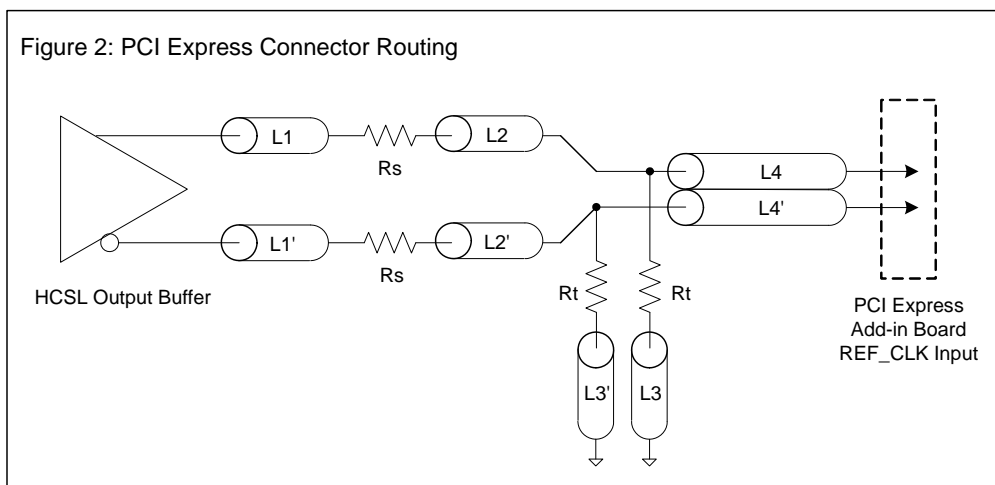 Figure 2: PCI Express Connector Routing
L1
Rs
L2
L4
L1'
Rs
L2'
L4'
HCSL Output Buffer
Rt
Rt
L3'
L3
PCI Express
Add-in Board
REF_CLK Input